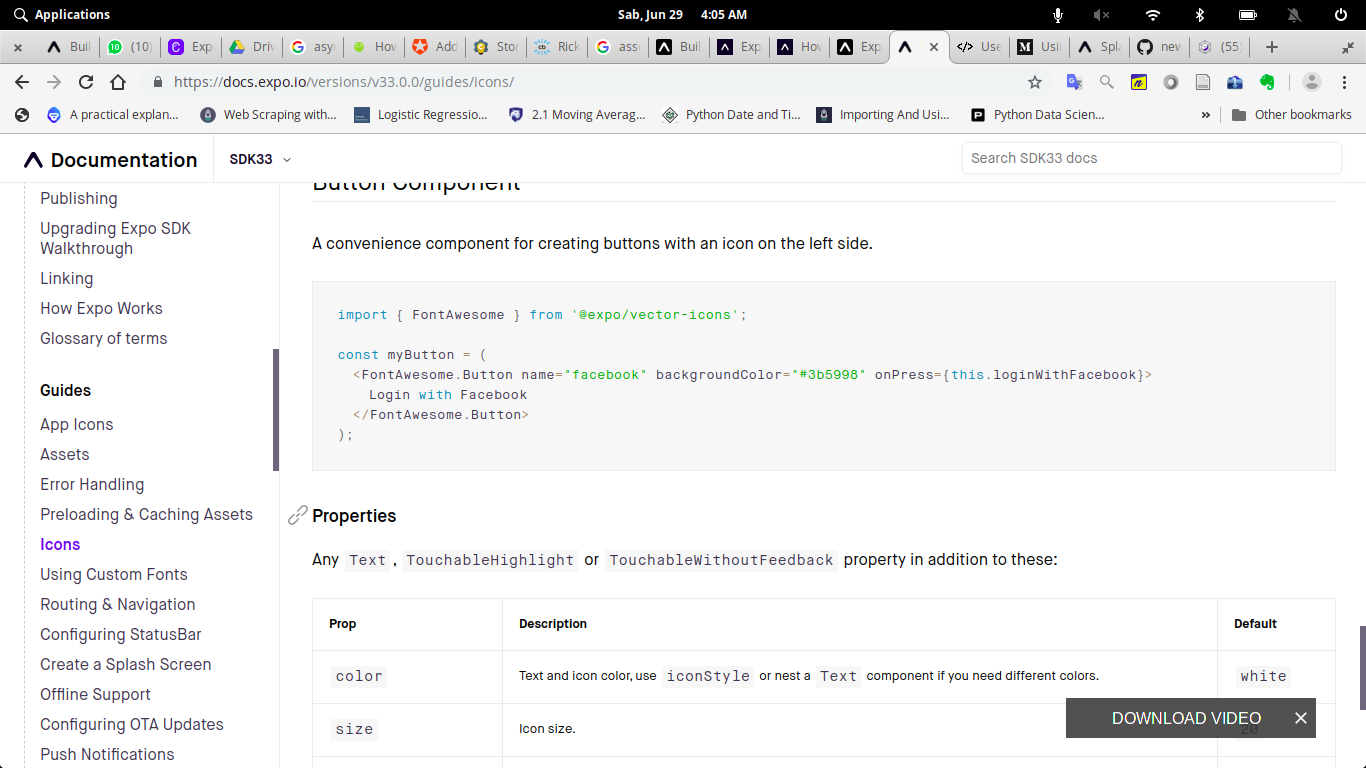 Applications
Sab, Jun 29 4:05 AM
Buil
(10)
Exp
Driv
asy
How
Add
Stor
Rick
asse
Buil
Exp
How
Exp
Use
Usin
Spla
new
(55)
https://docs.expo.io/versions/v33.0.0/guides/icons/
A practical explan...
Web Scraping with...
Logistic Regressio...
2.1 Moving Averag...
Python Date and Ti...
Importing And Usi...
Python Data Scien...
»
Other bookmarks
Documentation
SDK33
Search SDK33 docs
Publishing
Upgrading Expo SDK
Walkthrough
Linking
How Expo Works
Glossary of terms
Guides
App Icons
Assets
Error Handling
Preloading & Caching Assets
Icons
Using Custom Fonts
Routing & Navigation
Configuring StatusBar
Create a Splash Screen
Offline Support
Configuring OTA Updates
Push Notifications
Button Component
A convenience component for creating buttons with an icon on the left side.
import { FontAwesome } from '@expo/vector-icons';
const myButton = (
<FontAwesome.Button name="facebook" backgroundColor="#3b5998" onPress={this.loginWithFacebook}>
Login with Facebook
</FontAwesome.Button>
);
Properties
Any Text, TouchableHighlight or TouchableWithoutFeedback property in addition to these:
Prop Description Default
color Text and icon color, use iconStyle or nest a Text component if you need different colors. white
size Icon size. 20
DOWNLOAD VIDEO